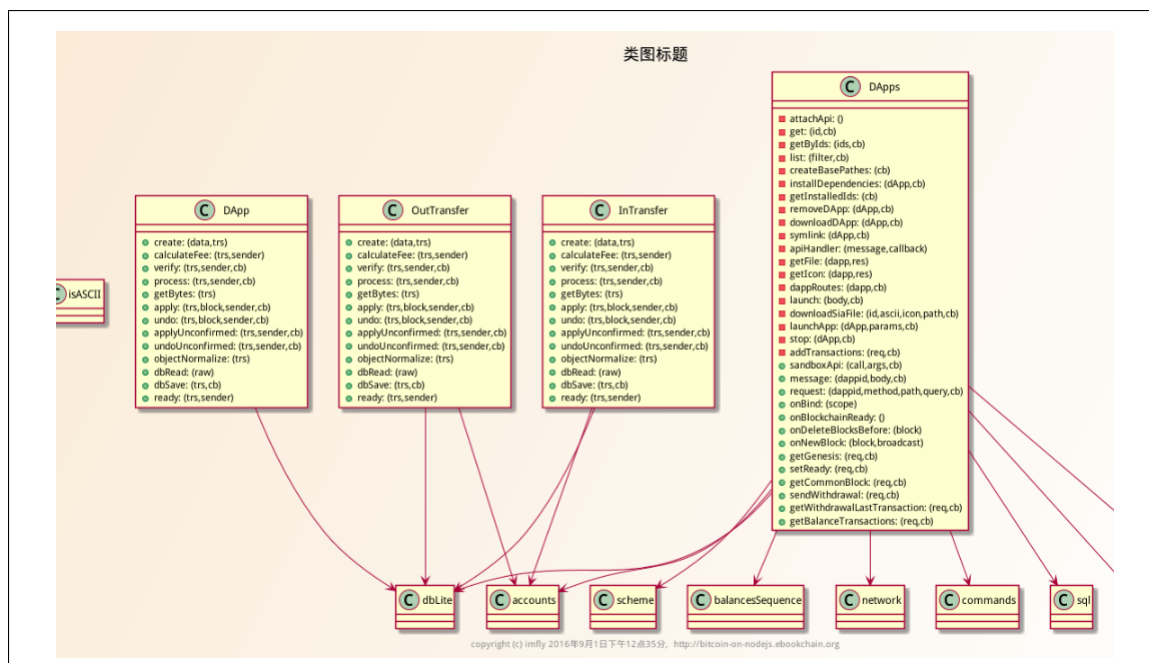 类图标题
C DApps
attachApi: ()
get: (id,cb)
getByIds: (ids,cb)
list: (filter,cb)
createBasePathes: (cb)
installDependencies: (dApp,cb)
getInstalledIds: (cb)
removeDApp: (dApp,cb)
downloadDApp: (dApp,cb)
symlink: (dApp,cb)
apiHandler: (message,callback)
getFile: (dapp,res)
getIcon: (dapp,res)
dappRoutes: (dapp,cb)
launch: (body,cb)
downloadSiaFile: (id,ascii,icon,path,cb)
launchApp: (dApp,params,cb)
stop: (dApp,cb)
addTransactions: (req,cb)
sandboxApi: (call,args,cb)
message: (dappid,body,cb)
request: (dappid,method,path,query,cb)
onBind: (scope)
onBlockchainReady: ()
onDeleteBlocksBefore: (block)
onNewBlock: (block,broadcast)
getGenesis: (req,cb)
setReady: (req,cb)
getCommonBlock: (req,cb)
sendWithdrawal: (req,cb)
getWithdrawalLastTransaction: (req,cb)
getBalanceTransactions: (req,cb)
C isASCII
C DApp
create: (data,trs)
calculateFee: (trs,sender)
verify: (trs,sender,cb)
process: (trs,sender,cb)
getBytes: (trs)
apply: (trs,block,sender,cb)
undo: (trs,block,sender,cb)
applyUnconfirmed: (trs,sender,cb)
undoUnconfirmed: (trs,sender,cb)
objectNormalize: (trs)
dbRead: (raw)
dbSave: (trs,cb)
ready: (trs,sender)
C OutTransfer
create: (data,trs)
calculateFee: (trs,sender)
verify: (trs,sender,cb)
process: (trs,sender,cb)
getBytes: (trs)
apply: (trs,block,sender,cb)
undo: (trs,block,sender,cb)
applyUnconfirmed: (trs,sender,cb)
undoUnconfirmed: (trs,sender,cb)
objectNormalize: (trs)
dbRead: (raw)
dbSave: (trs,cb)
ready: (trs,sender)
C InTransfer
create: (data,trs)
calculateFee: (trs,sender)
verify: (trs,sender,cb)
process: (trs,sender,cb)
getBytes: (trs)
apply: (trs,block,sender,cb)
undo: (trs,block,sender,cb)
applyUnconfirmed: (trs,sender,cb)
undoUnconfirmed: (trs,sender,cb)
objectNormalize: (trs)
dbRead: (raw)
dbSave: (trs,cb)
ready: (trs,sender)
C dbLite
C accounts
C scheme
C balancesSequence
C network
C commands
C sql
copyright (c) imfly 2016年9月1日下午12点35分, http://bitcoin-on-nodejs.ebookchain.org